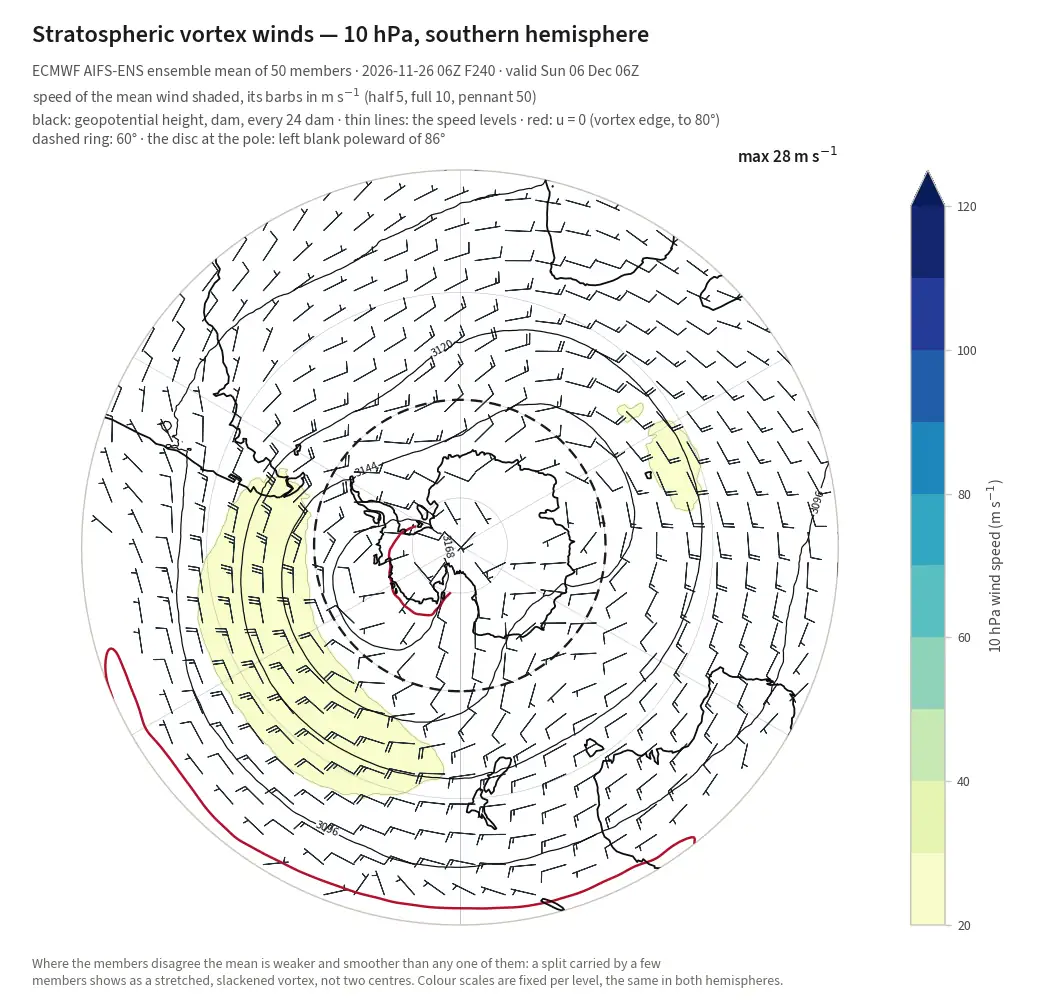 Stratospheric vortex winds — 10 hPa, southern hemisphere
ECMWF AIFS-ENS ensemble mean of 50 members · 2026-11-26 06Z F240 · valid Sun 06 Dec 06Z
speed of the mean wind shaded, its barbs in m s⁻¹ (half 5, full 10, pennant 50)
black: geopotential height, dam, every 24 dam · thin lines: the speed levels · red: u = 0 (vortex edge, to 80°)
dashed ring: 60° · the disc at the pole: left blank poleward of 86°
max 28 m s⁻¹
120
100
80
60
40
20
10 hPa wind speed (m s⁻¹)
3120
3144
3168
3096
3096
Where the members disagree the mean is weaker and smoother than any one of them: a split carried by a few
members shows as a stretched, slackened vortex, not two centres. Colour scales are fixed per level, the same in both hemispheres.